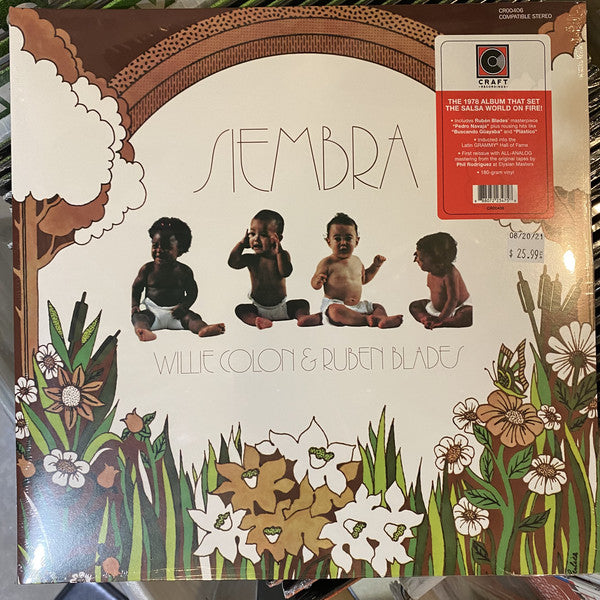 CR00406
COMPATIBLE STEREO
CRAFT
RECORDINGS
THE 1978 ALBUM THAT SET
THE SALSA WORLD ON FIRE!
• Includes Rubén Blades' masterpiece
"Pedro Navaja" plus rousing hits like
"Buscando Guayaba" and "Plástico"
• Inducted into the
Latin GRAMMY® Hall of Fame
• First reissue with ALL-ANALOG
mastering from the original tapes by
Phil Rodriguez at Elysian Masters
• 180-gram vinyl
CR00406
SIEMBRA
08/20/21
$ 25.99
WILLIE COLON & RUBEN BLADES